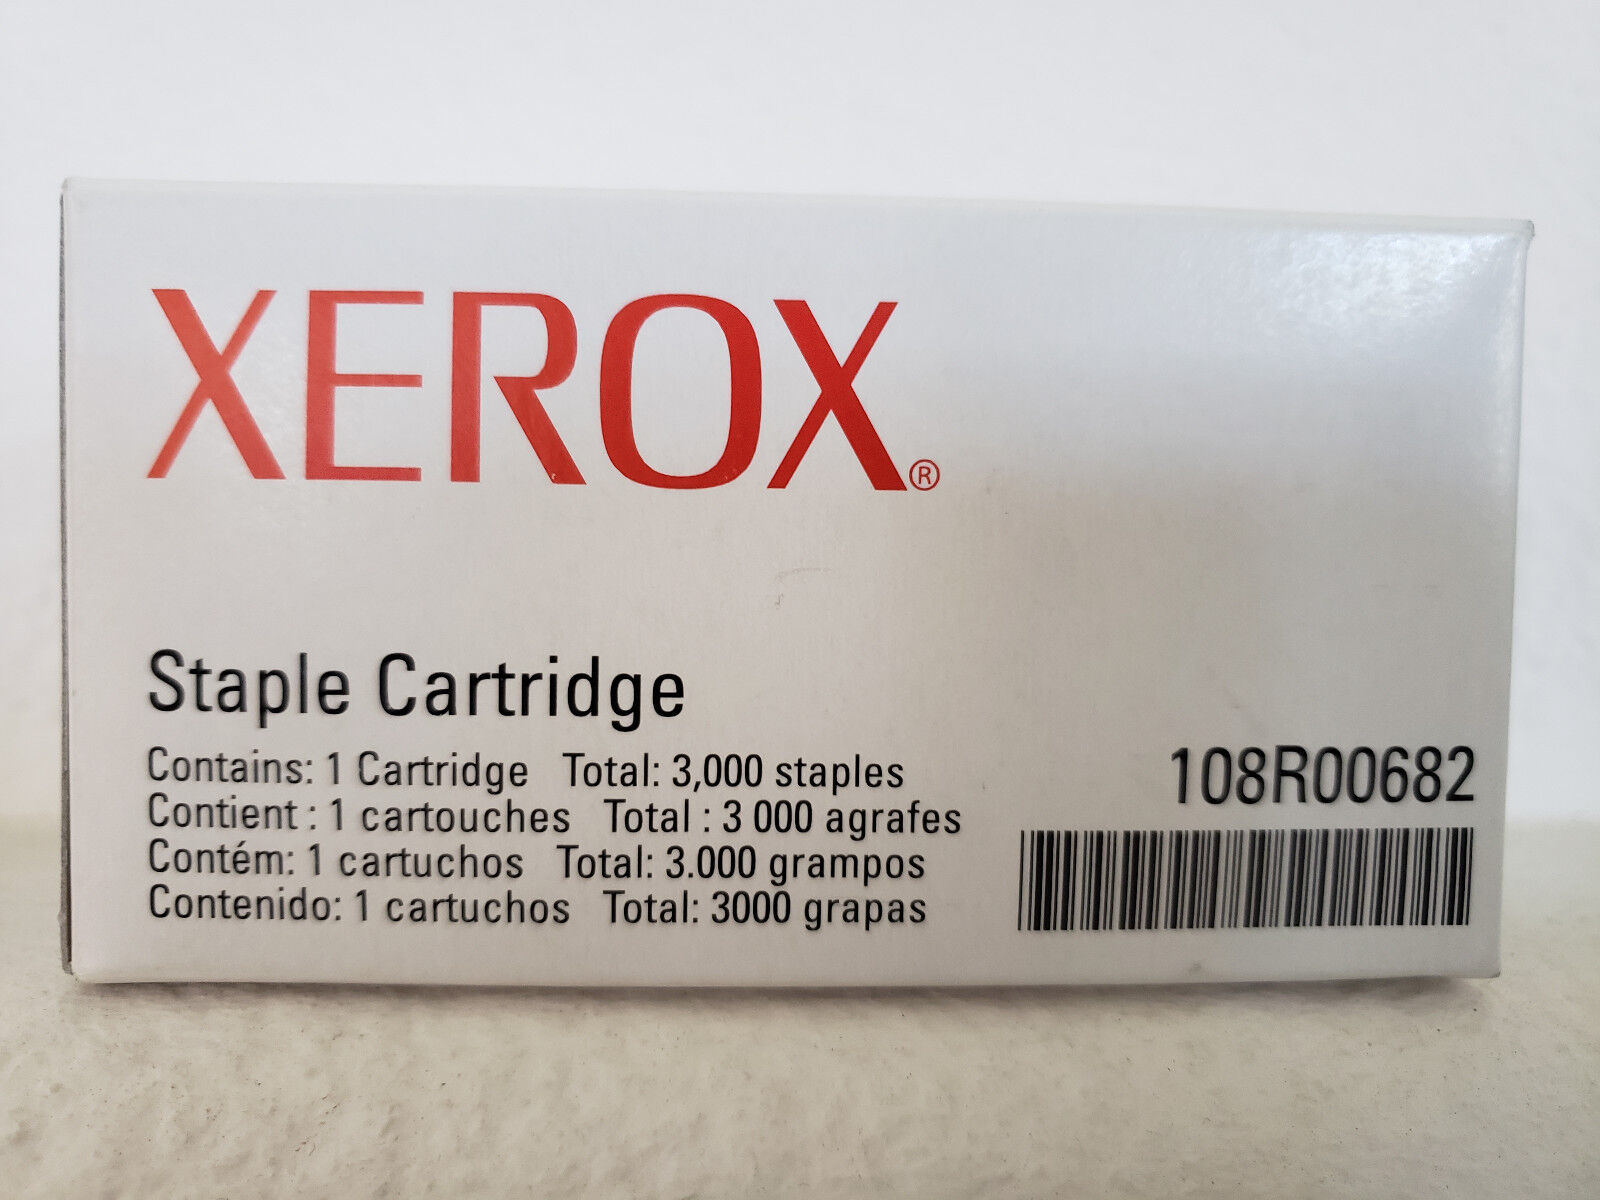 XEROX®
Staple Cartridge
Contains: 1 Cartridge Total: 3,000 staples
Contient : 1 cartouches Total : 3 000 agrafes
Contém: 1 cartuchos Total: 3.000 grampos
Contenido: 1 cartuchos Total: 3000 grapas
108R00682